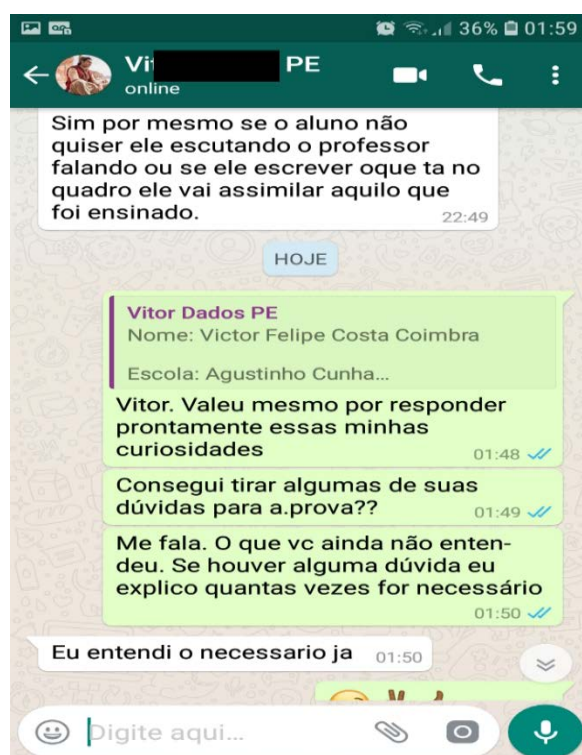 36% 01:59
Vi PE
online
Sim por mesmo se o aluno não
quiser ele escutando o professor
falando ou se ele escrever oque ta no
quadro ele vai assimilar aquilo que
foi ensinado.
22:49
HOJE
Vitor Dados PE
Nome: Victor Felipe Costa Coimbra
Escola: Agustinho Cunha...
Vitor. Valeu mesmo por responder
prontamente essas minhas
curiosidades
01:48
Consegui tirar algumas de suas
dúvidas para a.prova??
01:49
Me fala. O que vc ainda não enten-
deu. Se houver alguma dúvida eu
explico quantas vezes for necessário
01:50
Eu entendi o necessario ja 01:50
Digite aqui...